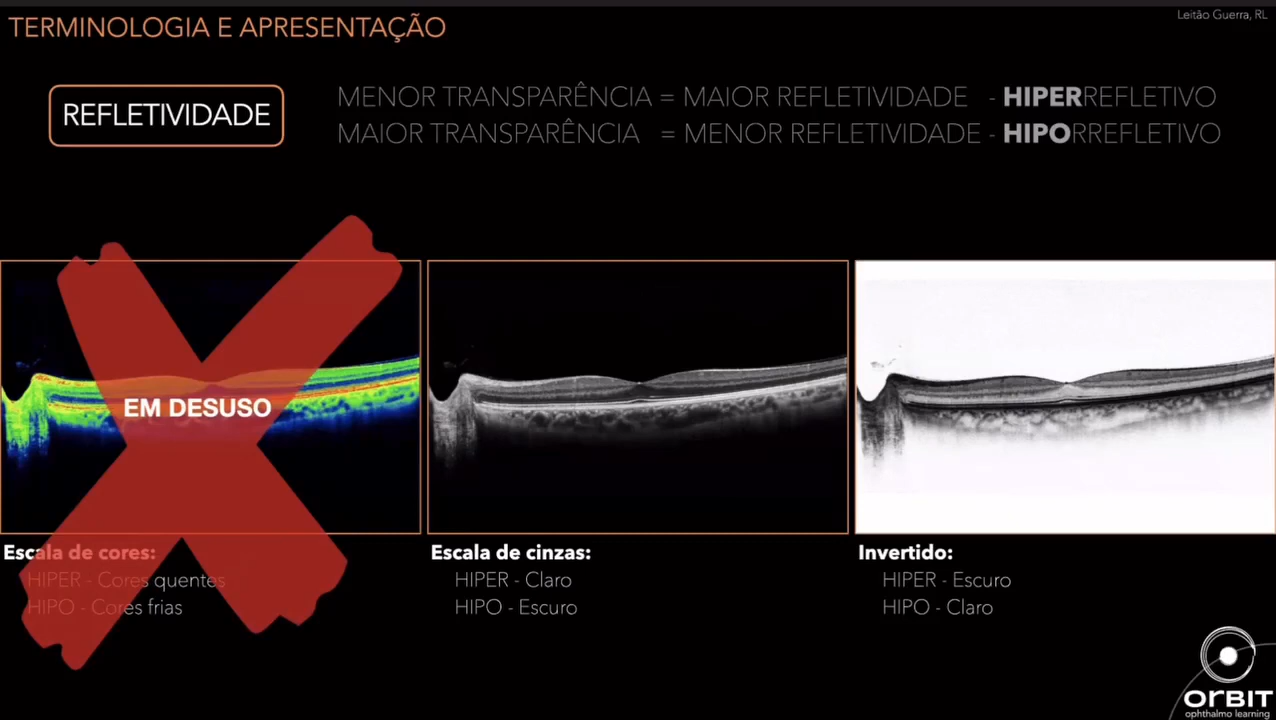 Leitão Guerra, RL
TERMINOLOGIA E APRESENTAÇÃO
REFLETIVIDADE
MENOR TRANSPARÊNCIA = MAIOR REFLETIVIDADE - HIPERREFLETIVO
MAIOR TRANSPARÊNCIA = MENOR REFLETIVIDADE - HIPORREFLETIVO
EM DESUSO
Escala de cores:
HIPER - Cores quentes
HIPO - Cores frias
Escala de cinzas:
HIPER - Claro
HIPO - Escuro
Invertido:
HIPER - Escuro
HIPO - Claro
ORBIT
ophthalmo learning